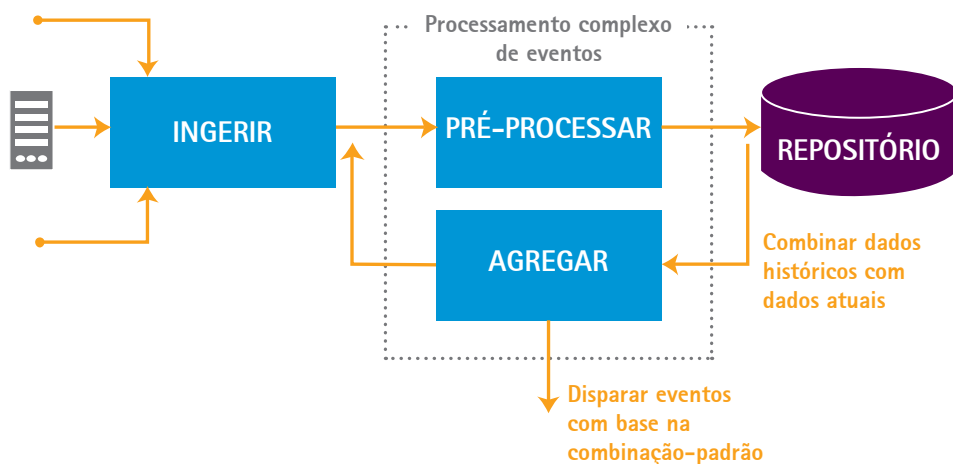 Processamento complexo
de eventos
INGERIR
PRÉ-PROCESSAR
REPOSITÓRIO
AGREGAR
Combinar dados
históricos com
dados atuais
Disparar eventos
com base na
combinação-padrão